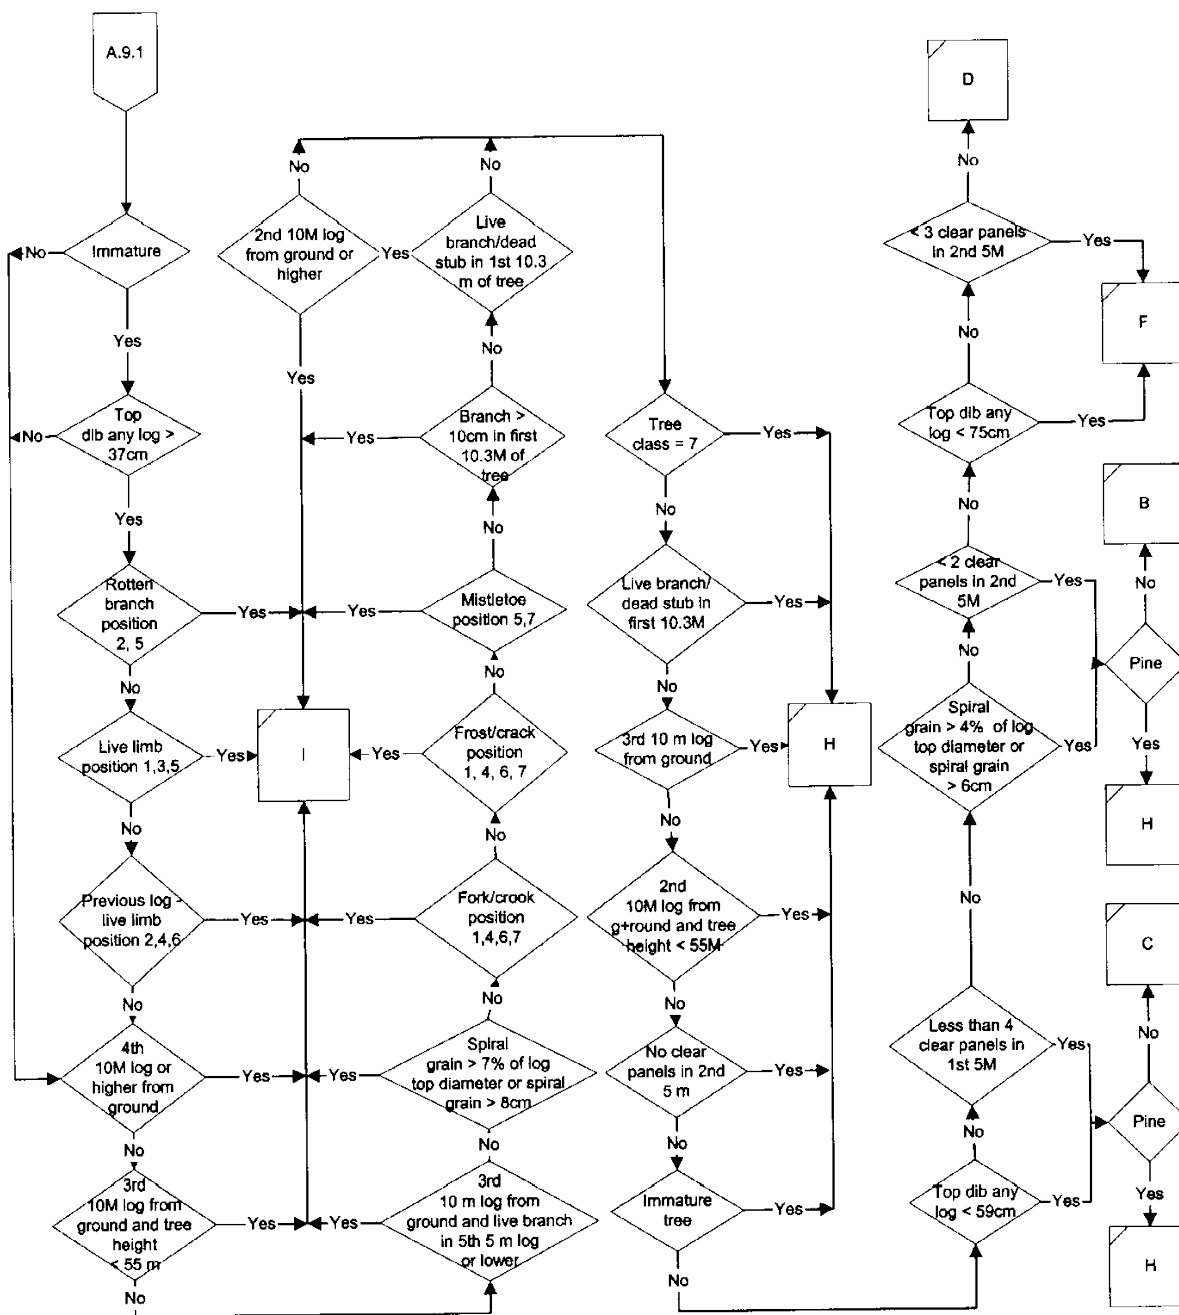 A.9.1
Immature
No
Yes
Top
dib any log >
37cm
No
Yes
Rotten
branch
position
2, 5
Yes
No
Live limb
position 1,3,5
Yes
No
Previous log -
live limb
position 2,4,6
Yes
No
4th
10M log or
higher from
ground
Yes
No
3rd
10M log from
ground and tree
height
< 55 m
Yes
No
2nd 10M log
from ground or
higher
No
Yes
Yes
I
Live
branch/dead
stub in 1st 10.3
m of tree
No
No
Branch >
10cm in first
10.3M of
tree
Yes
No
Mistletoe
position 5,7
Yes
No
Frost/crack
position
1, 4, 6, 7
Yes
No
Fork/crook
position
1,4,6,7
Yes
No
Spiral
grain > 7% of log
top diameter or spiral
grain > 8cm
Yes
No
3rd
10 m log from
ground and live branch
in 5th 5 m log
or lower
Yes
Tree
class = 7
Yes
No
Live branch/
dead stub in
first 10.3M
Yes
No
3rd 10 m log
from ground
Yes
No
H
2nd
10M log from
g+round and tree
height < 55M
Yes
No
No clear
panels in 2nd
5 m
Yes
No
Immature
tree
Yes
No
D
No
< 3 clear panels
in 2nd 5M
Yes
No
F
Top dib any
log < 75cm
Yes
No
< 2 clear
panels in 2nd
5M
Yes
No
B
No
Pine
Yes
H
Spiral
grain > 4% of log
top diameter or
spiral grain
> 6cm
Yes
No
Less than 4
clear panels in
1st 5M
Yes
No
C
No
Pine
Yes
H
Top dib any
log < 59cm
Yes